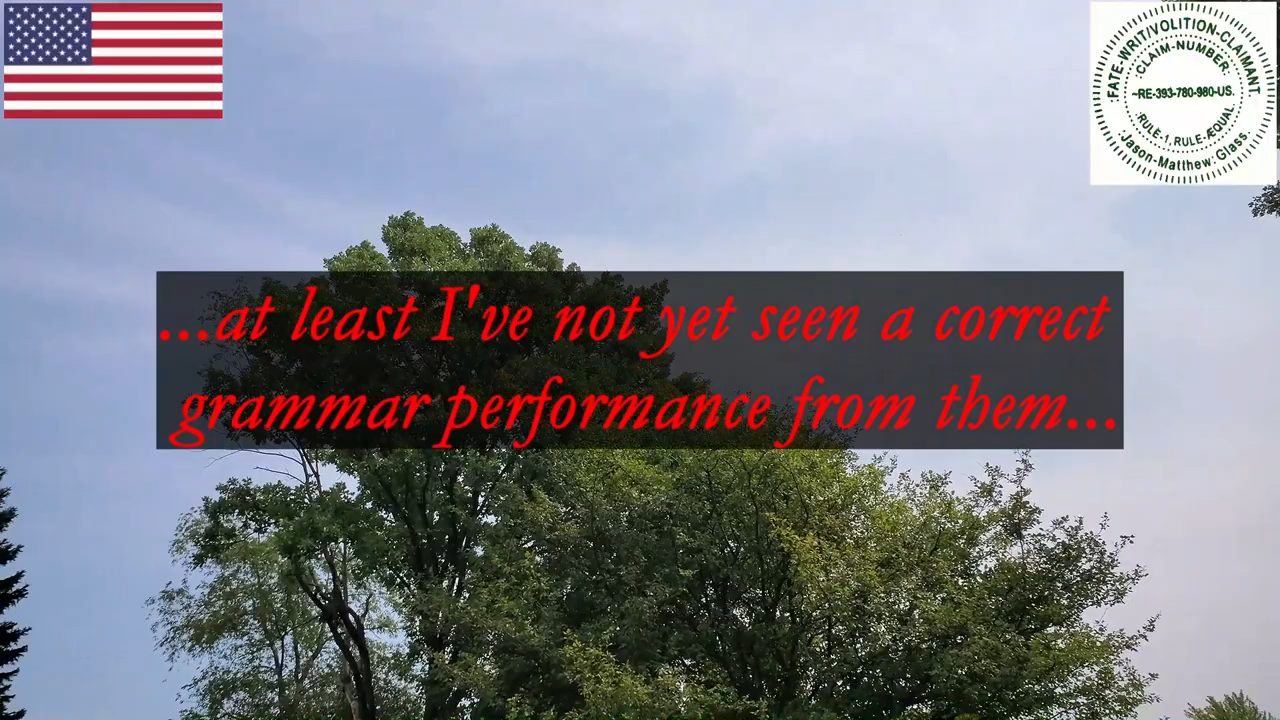 :FATE-WRIT/VOLITION-CLAIMANT.
:CLAIM-NUMBER:
~RE-393-780-980-US.
:RULE-1, RULE-ÆQUAL.
:Jason-Matthew: Glass.
...at least I've not yet seen a correct
grammar performance from them...